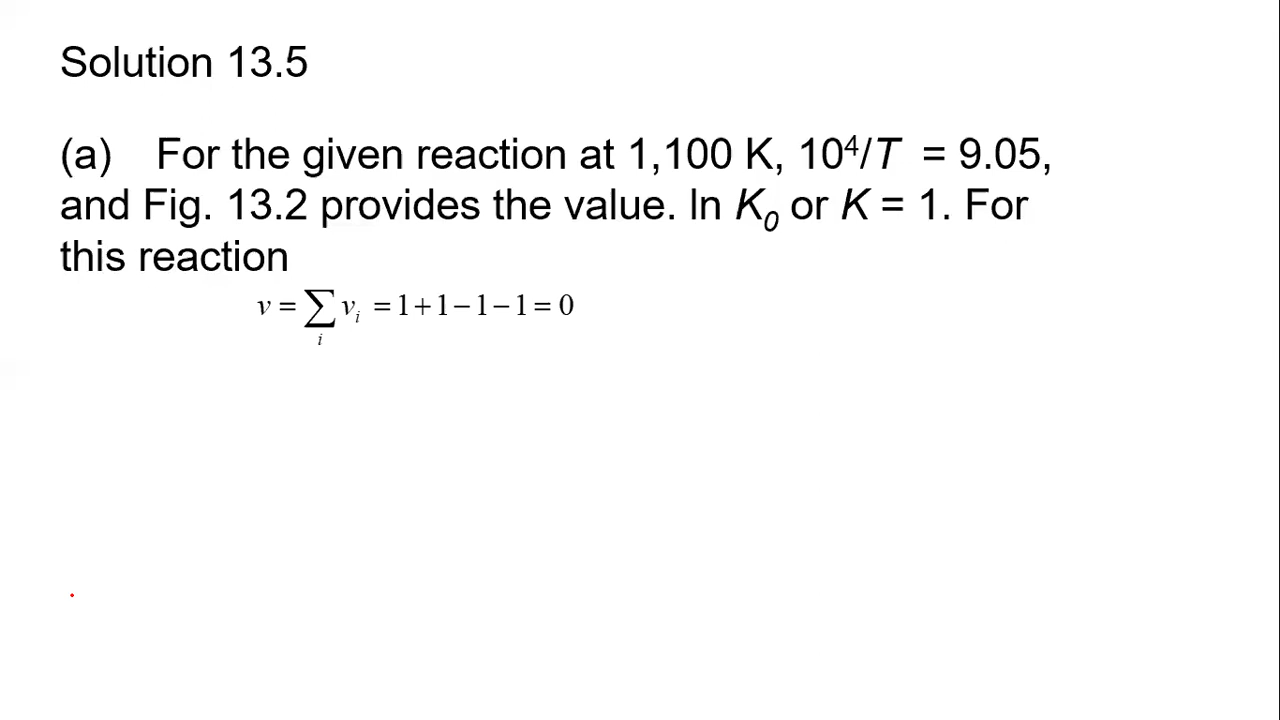 Solution 13.5
(a) For the given reaction at 1,100 K, 10⁴/T = 9.05,
and Fig. 13.2 provides the value. ln K₀ or K = 1. For
this reaction
v = ∑ᵢ vᵢ = 1+1−1−1 = 0